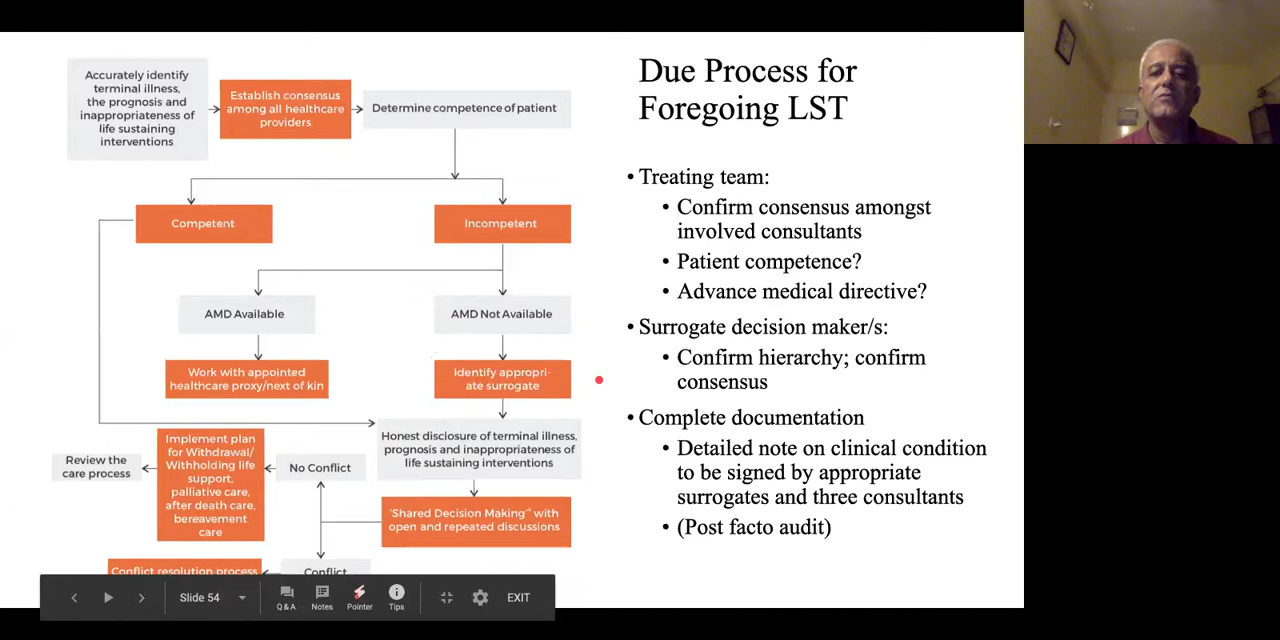 Accurately identify
terminal illness,
the prognosis and
inappropriateness of
life sustaining
interventions
Establish consensus
among all healthcare
providers
Determine competence of patient
Competent
Incompetent
AMD Available
AMD Not Available
Work with appointed
healthcare proxy/next of kin
Identify appropri-
ate surrogate
Honest disclosure of terminal illness,
prognosis and inappropriateness of
life sustaining interventions
Review the
care process
Implement plan
for Withdrawal/
Withholding life
support,
palliative care,
after death care,
bereavement
care
No Conflict
'Shared Decision Making'* with
open and repeated discussions
Conflict resolution process
Conflict
Due Process for
Foregoing LST
• Treating team:
• Confirm consensus amongst
involved consultants
• Patient competence?
• Advance medical directive?
• Surrogate decision maker/s:
• Confirm hierarchy; confirm
consensus
• Complete documentation
• Detailed note on clinical condition
to be signed by appropriate
surrogates and three consultants
• (Post facto audit)
Slide 54
Q & A
Notes
Pointer
Tips
EXIT